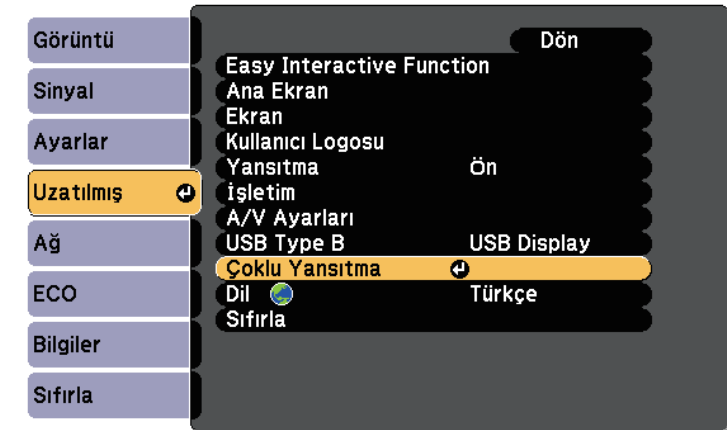 Görüntü
Sinyal
Ayarlar
Uzatılmış
Ağ
ECO
Bilgiler
Sıfırla
Dön
Easy Interactive Function
Ana Ekran
Ekran
Kullanıcı Logosu
Yansıtma Ön
İşletim
A/V Ayarları
USB Type B USB Display
Çoklu Yansıtma
Dil Türkçe
Sıfırla